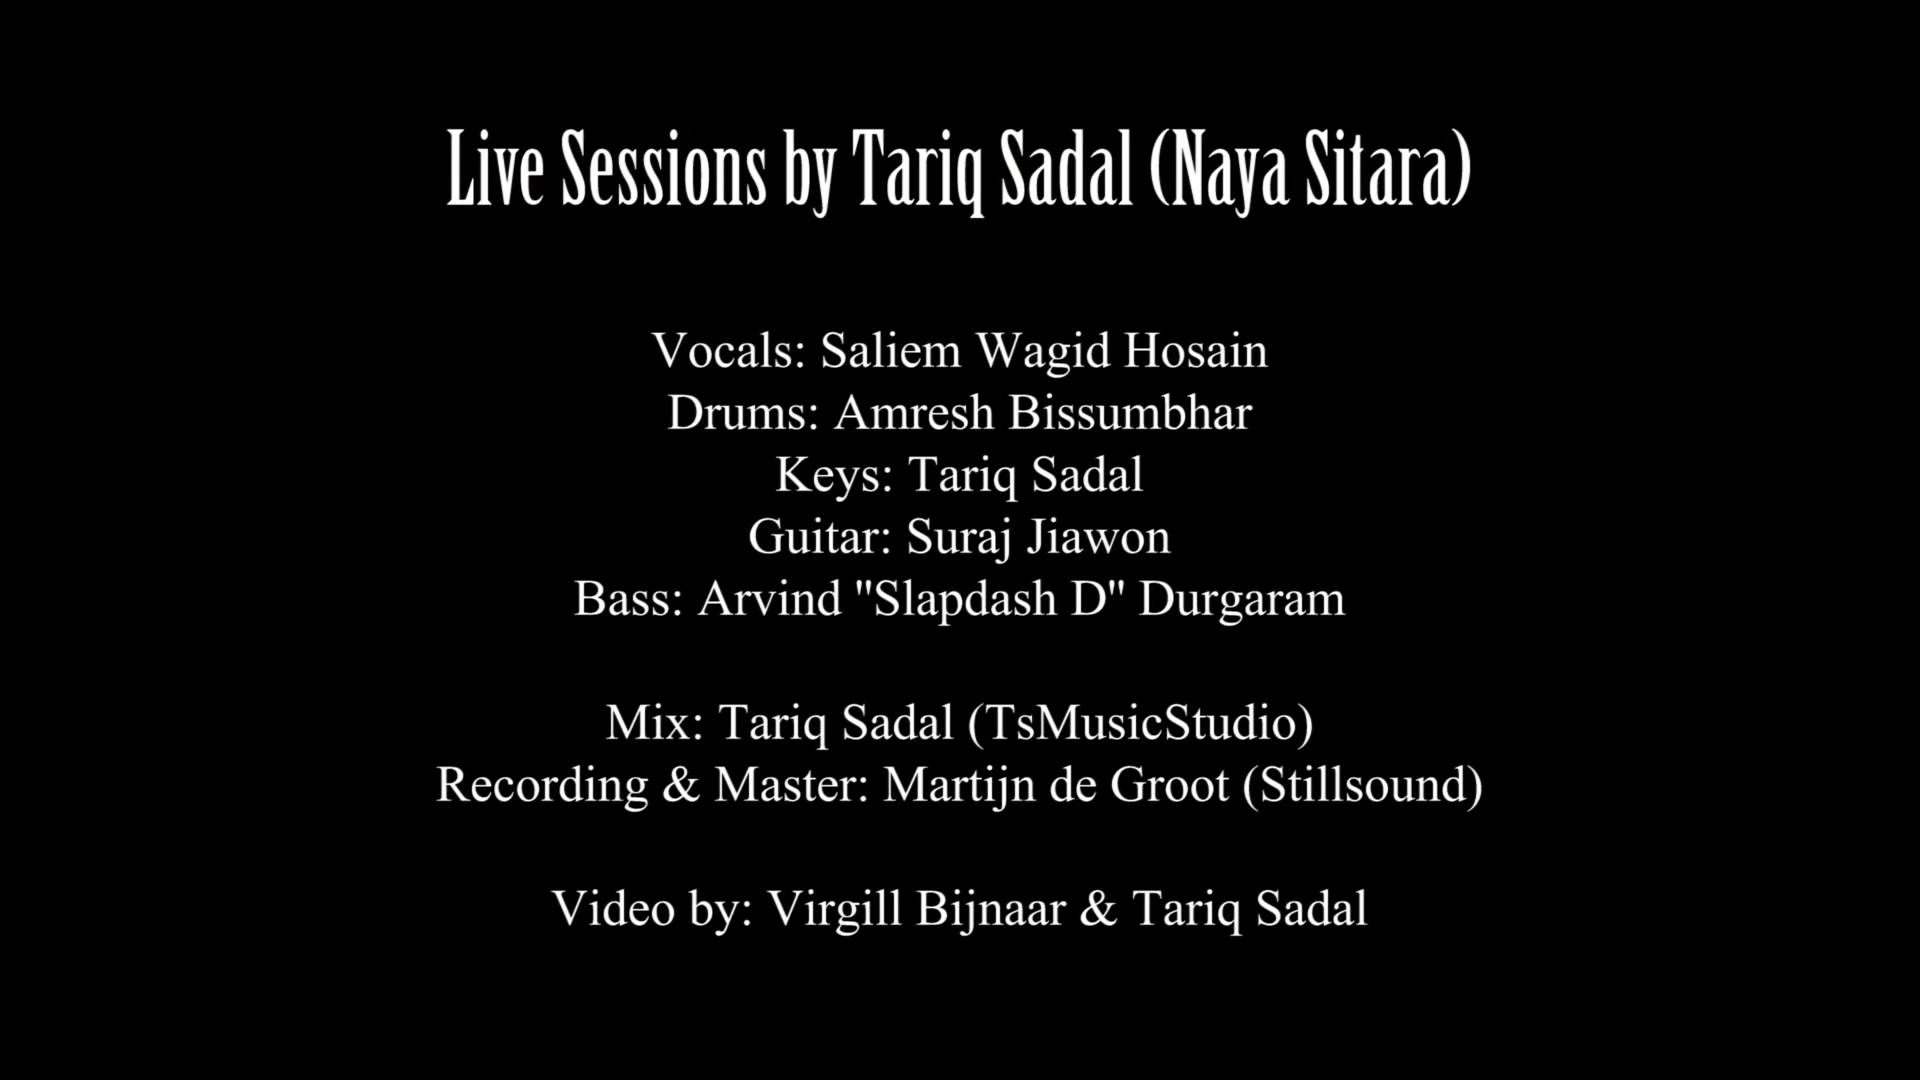 Live Sessions by Tariq Sadal (Naya Sitara)
Vocals: Saliem Wagid Hosain
Drums: Amresh Bissumbhar
Keys: Tariq Sadal
Guitar: Suraj Jiawon
Bass: Arvind "Slapdash D" Durgaram
Mix: Tariq Sadal (TsMusicStudio)
Recording & Master: Martijn de Groot (Stillsound)
Video by: Virgill Bijnaar & Tariq Sadal